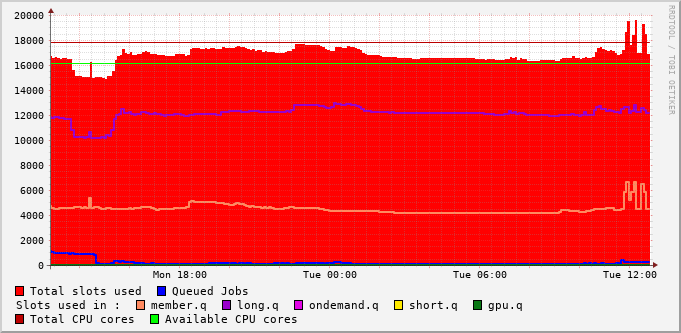 20000
18000
16000
14000
12000
10000
8000
6000
4000
2000
0
Mon 18:00 Tue 00:00 Tue 06:00 Tue 12:00
RRDTOOL / TOBI OETIKER
Total slots used Queued Jobs
Slots used in : member.q long.q ondemand.q short.q gpu.q
Total CPU cores Available CPU cores